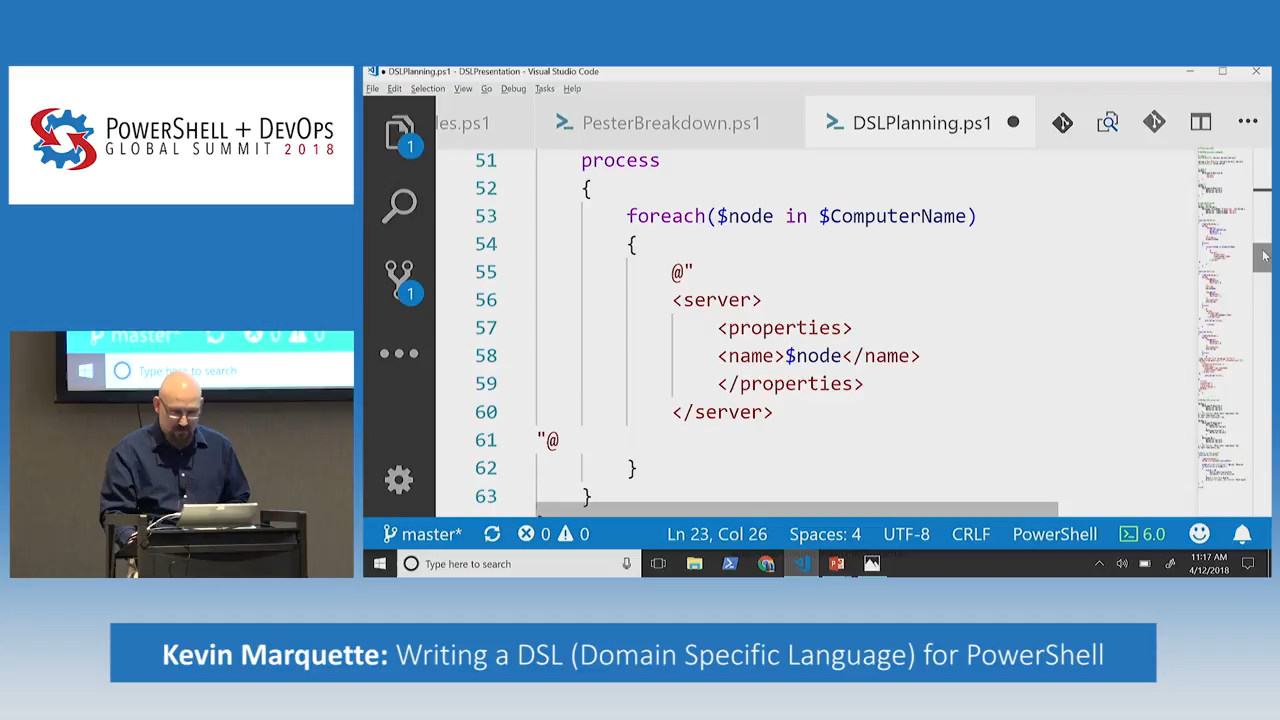 POWERSHELL + DEVOPS
GLOBAL SUMMIT 2018
DSLPlanning.ps1 - DSLPresentation - Visual Studio Code
File Edit Selection View Go Debug Tasks Help
les.ps1
PesterBreakdown.ps1
DSLPlanning.ps1
1
1
51 process
52 {
53 foreach($node in $ComputerName)
54 {
55 @"
56 <server>
57 <properties>
58 <name>$node</name>
59 </properties>
60 </server>
61 "@
62 }
63 }
master* 0 0 Ln 23, Col 26 Spaces: 4 UTF-8 CRLF PowerShell 6.0
Type here to search
11:17 AM
4/12/2018
master* 0 0
Type here to search
Kevin Marquette: Writing a DSL (Domain Specific Language) for PowerShell